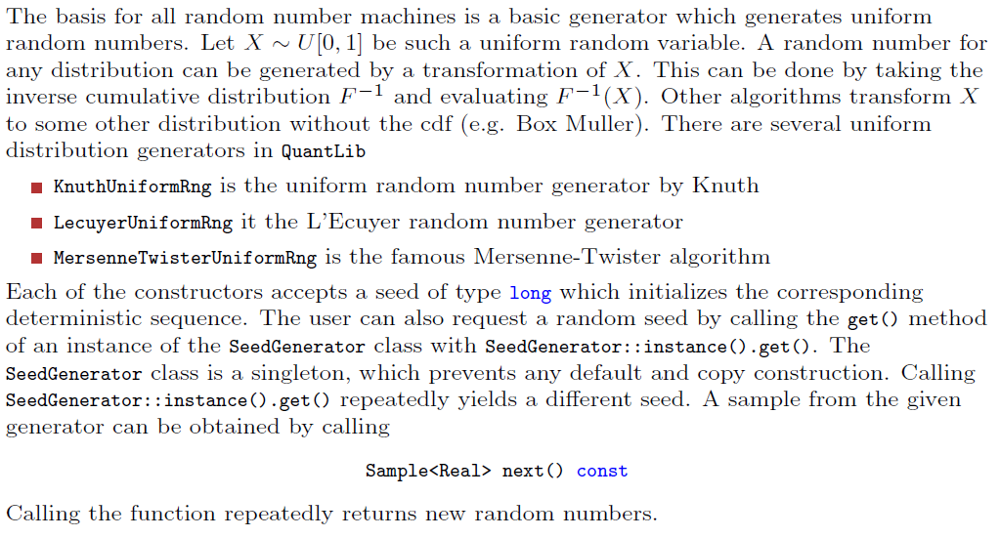 The basis for all random number machines is a basic generator which generates uniform
random numbers. Let X ∼ U[0, 1] be such a uniform random variable. A random number for
any distribution can be generated by a transformation of X. This can be done by taking the
inverse cumulative distribution F⁻¹ and evaluating F⁻¹(X). Other algorithms transform X
to some other distribution without the cdf (e.g. Box Muller). There are several uniform
distribution generators in QuantLib
■ KnuthUniformRng is the uniform random number generator by Knuth
■ LecuyerUniformRng it the L'Ecuyer random number generator
■ MersenneTwisterUniformRng is the famous Mersenne-Twister algorithm
Each of the constructors accepts a seed of type long which initializes the corresponding
deterministic sequence. The user can also request a random seed by calling the get() method
of an instance of the SeedGenerator class with SeedGenerator::instance().get(). The
SeedGenerator class is a singleton, which prevents any default and copy construction. Calling
SeedGenerator::instance().get() repeatedly yields a different seed. A sample from the given
generator can be obtained by calling
Sample<Real> next() const
Calling the function repeatedly returns new random numbers.